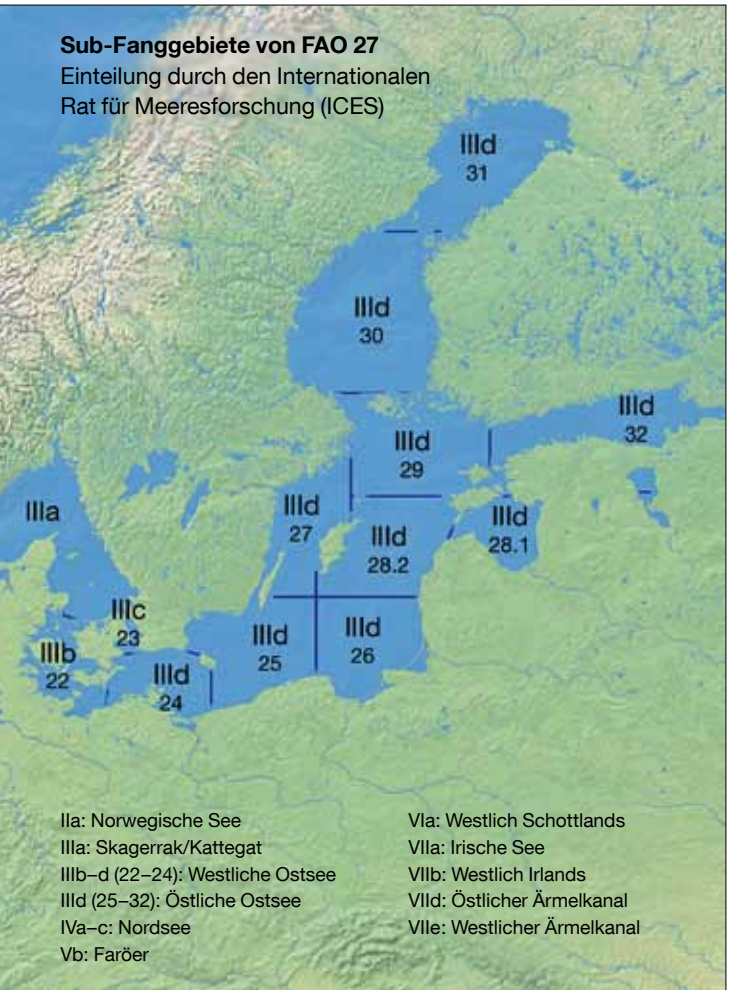 Sub-Fanggebiete von FAO 27
Einteilung durch den Internationalen
Rat für Meeresforschung (ICES)
IIId
31
IIId
30
IIId
32
IIId
29
IIIa
IIId
27
IIId
28.2
IIId
28.1
IIIc
23
IIIb
22
IIId
24
IIId
25
IIId
26
IIa: Norwegische See
IIIa: Skagerrak/Kattegat
IIIb–d (22–24): Westliche Ostsee
IIId (25–32): Östliche Ostsee
IVa–c: Nordsee
Vb: Faröer
VIa: Westlich Schottlands
VIIa: Irische See
VIIb: Westlich Irlands
VIId: Östlicher Ärmelkanal
VIIe: Westlicher Ärmelkanal